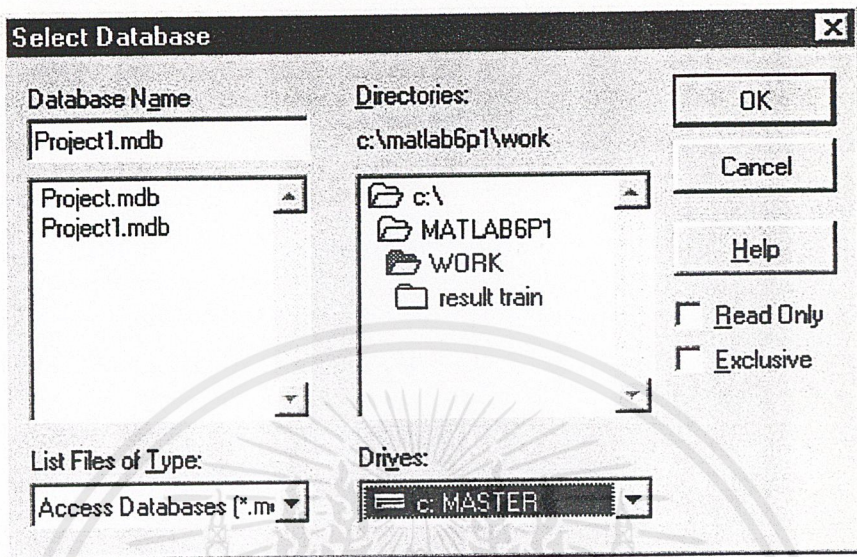 Select Database
Database Name
Project1.mdb
Project.mdb
Project1.mdb
List Files of Type:
Access Databases (*.m
Directories:
c:\matlab6p1\work
c:\
MATLAB6P1
WORK
result train
Drives:
c: MASTER
OK
Cancel
Help
Read Only
Exclusive